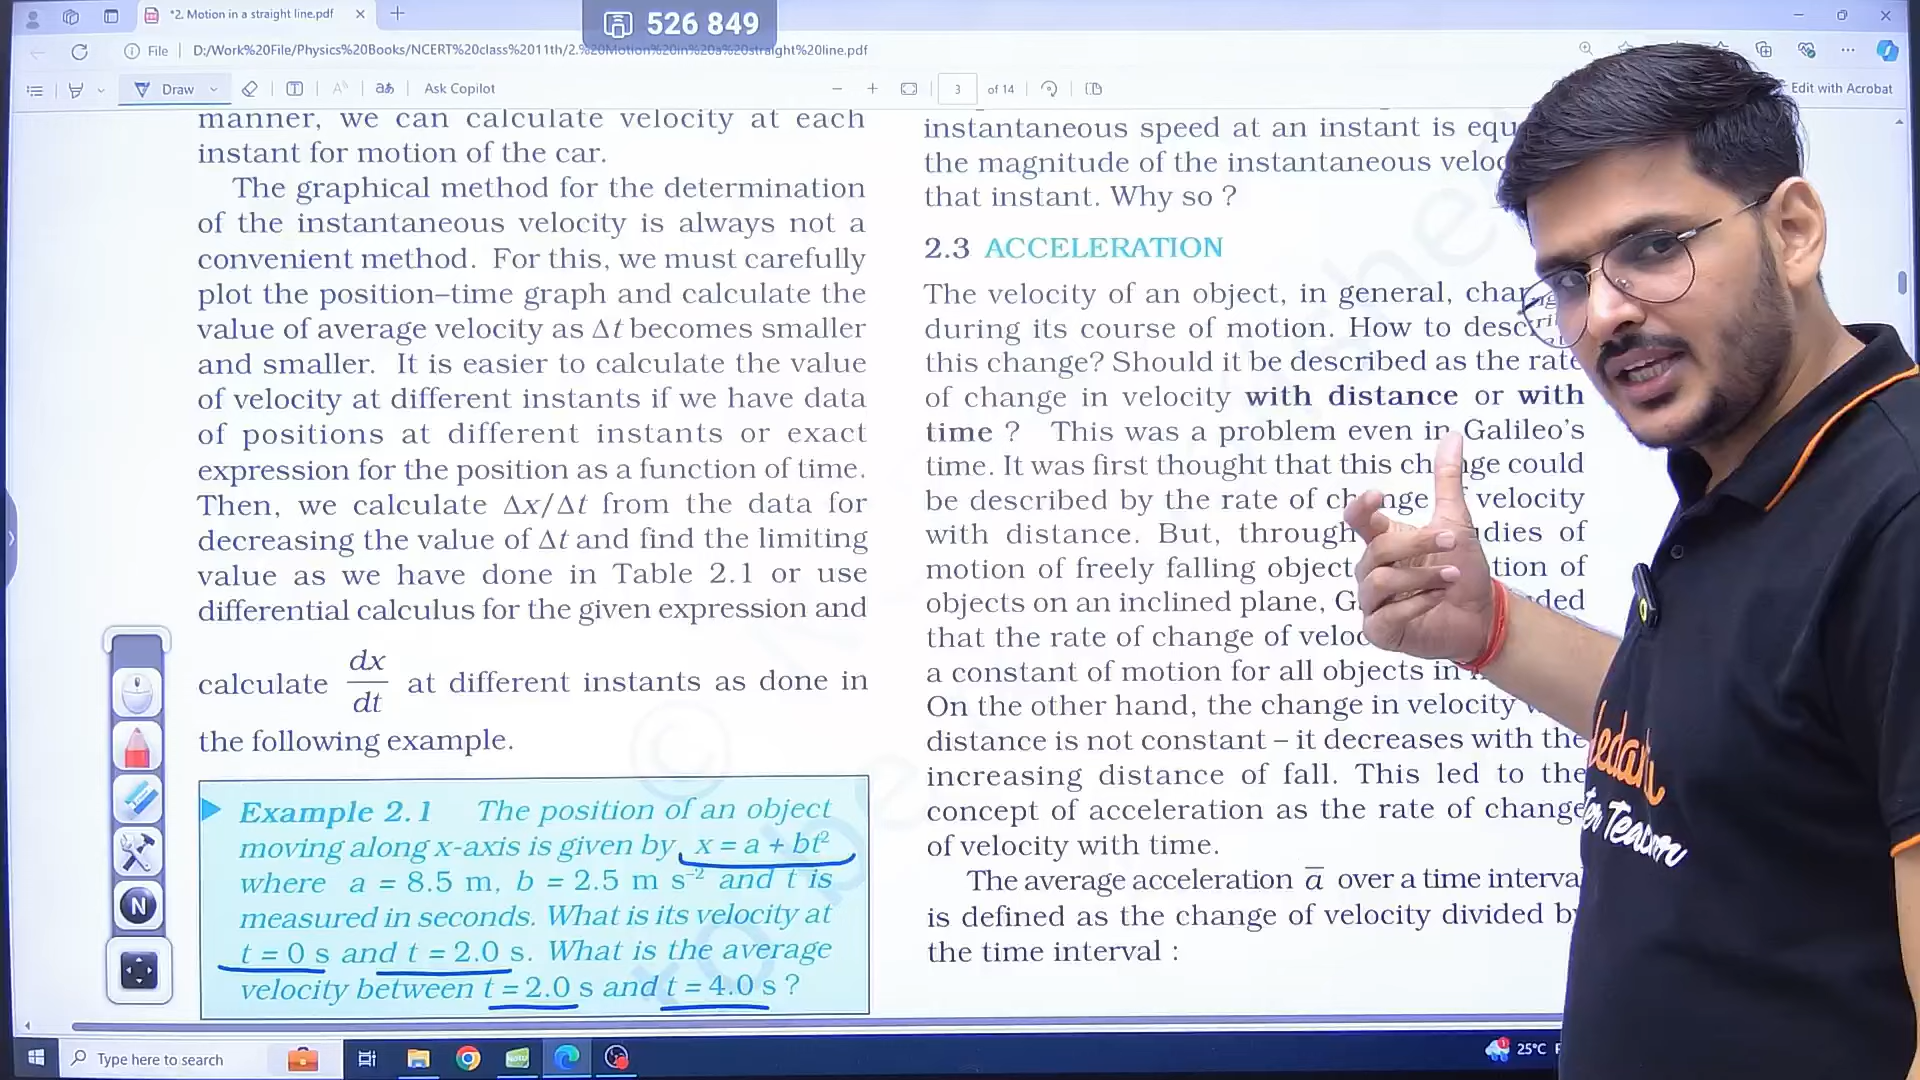 *2. Motion in a straight line.pdf
526 849
File D:/Work%20File/Physics%20Books/NCERT%20class%2011th/2.%20Motion%20in%20a%20straight%20line.pdf
Draw Ask Copilot 3 of 14 Edit with Acrobat
manner, we can calculate velocity at each
instant for motion of the car.
The graphical method for the determination
of the instantaneous velocity is always not a
convenient method. For this, we must carefully
plot the position–time graph and calculate the
value of average velocity as Δt becomes smaller
and smaller. It is easier to calculate the value
of velocity at different instants if we have data
of positions at different instants or exact
expression for the position as a function of time.
Then, we calculate Δx/Δt from the data for
decreasing the value of Δt and find the limiting
value as we have done in Table 2.1 or use
differential calculus for the given expression and
calculate dx/dt at different instants as done in
the following example.
Example 2.1 The position of an object
moving along x-axis is given by x = a + bt²
where a = 8.5 m, b = 2.5 m s⁻² and t is
measured in seconds. What is its velocity at
t = 0 s and t = 2.0 s. What is the average
velocity between t = 2.0 s and t = 4.0 s ?
instantaneous speed at an instant is
the magnitude of the instantaneous
that instant. Why so ?
2.3 ACCELERATION
The velocity of an object, in general,
during its course of motion. How to
this change? Should it be described as the rate
of change in velocity with distance or with
time ? This was a problem even in Galileo's
time. It was first thought that this change could
be described by the rate of change velocity
with distance. But, through studies of
motion of freely falling
objects on an inclined plane,
that the rate of change of
a constant of motion for all objects in
On the other hand, the change in velocity
distance is not constant – it decreases with the
increasing distance of fall. This led to the
concept of acceleration as the rate of change
of velocity with time.
The average acceleration a̅ over a time interval
is defined as the change of velocity divided by
the time interval :
Vedantu
Master Teacher
N
Type here to search
25°C